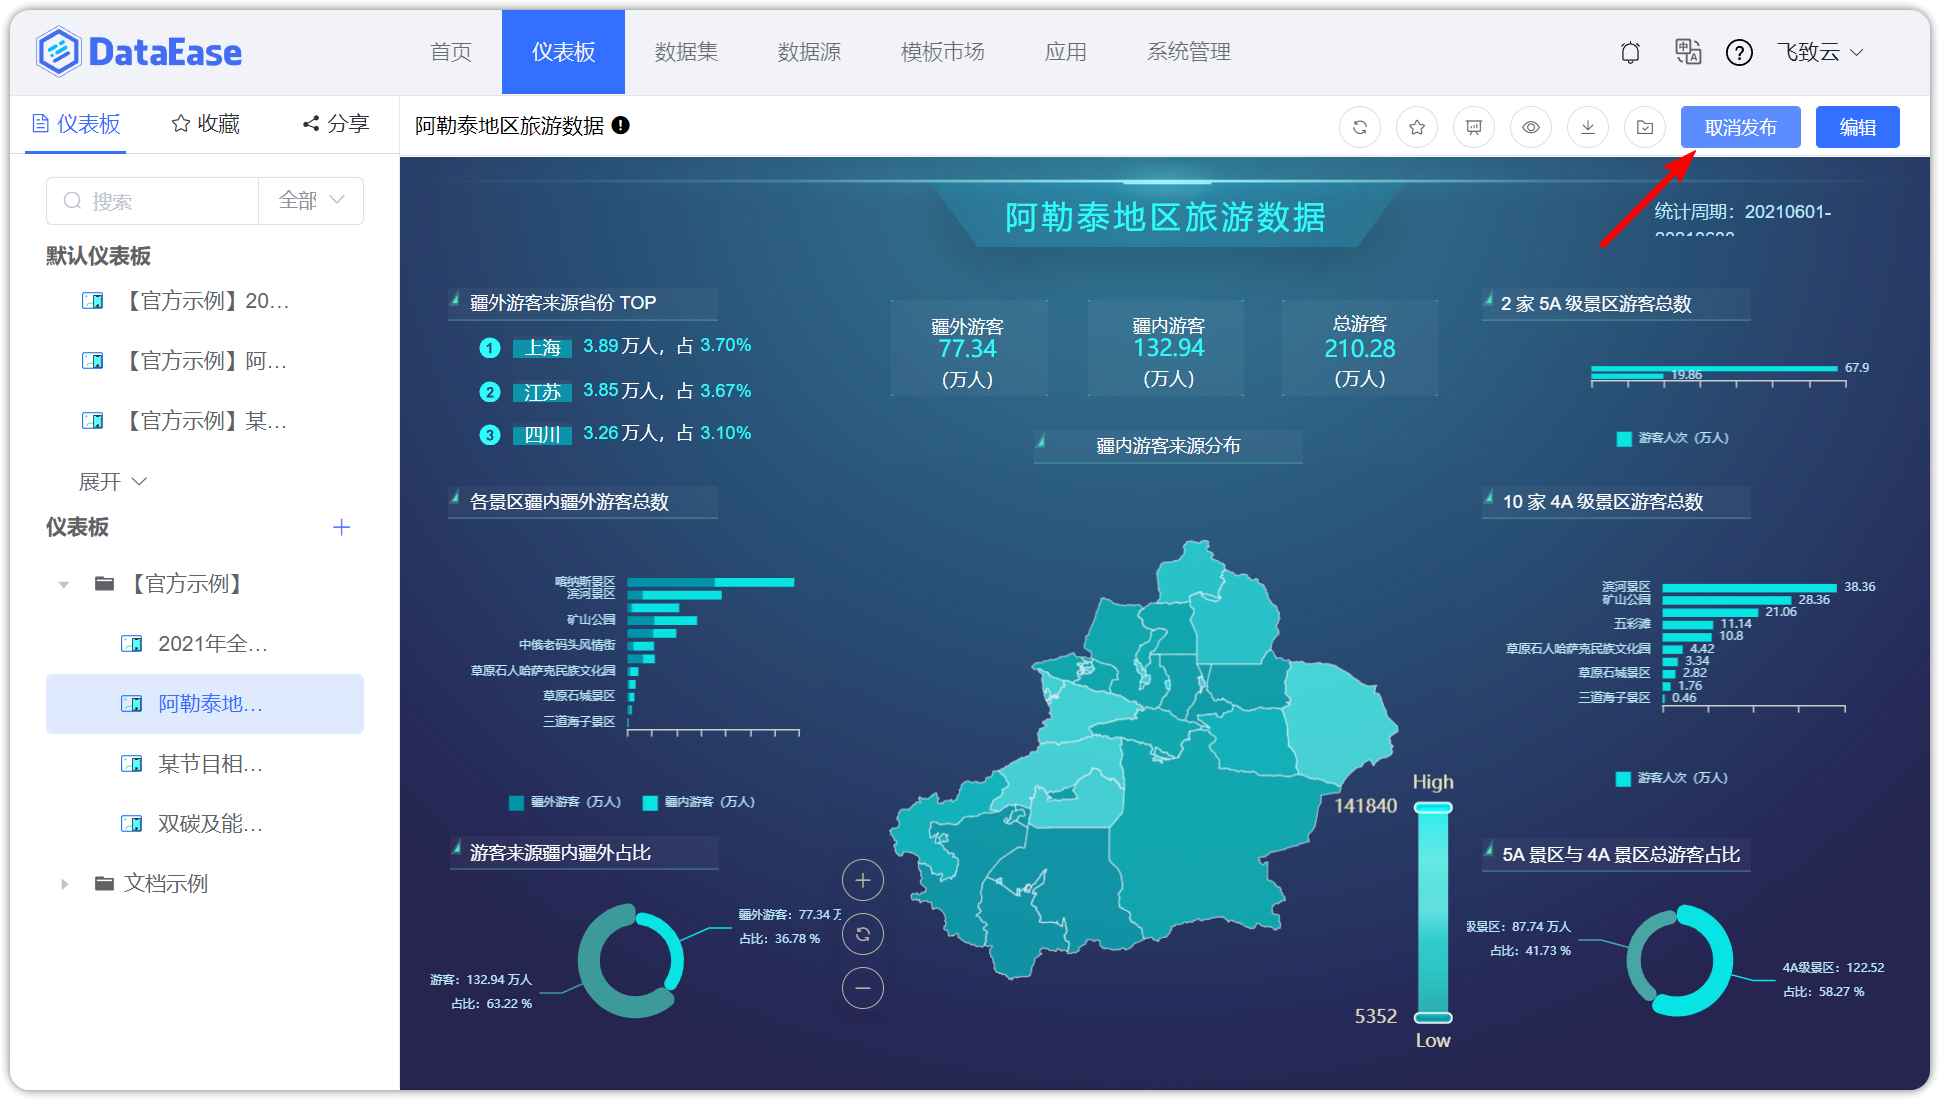 DataEase
首页
仪表板
数据集
数据源
模板市场
应用
系统管理
飞致云
仪表板
收藏
分享
阿勒泰地区旅游数据
取消发布
编辑
搜索
全部
默认仪表板
【官方示例】20...
【官方示例】阿...
【官方示例】某...
展开
仪表板
【官方示例】
2021年全...
阿勒泰地...
某节目相...
双碳及能...
文档示例
阿勒泰地区旅游数据
统计周期：20210601-
疆外游客来源省份 TOP
1 上海 3.89万人，占 3.70%
2 江苏 3.85万人，占 3.67%
3 四川 3.26万人，占 3.10%
疆外游客
77.34
(万人)
疆内游客
132.94
(万人)
总游客
210.28
(万人)
2 家 5A 级景区游客总数
67.9
19.86
游客人次（万人）
疆内游客来源分布
各景区疆内疆外游客总数
喀纳斯景区
滨河景区
矿山公园
中俄老码头风情街
草原石人哈萨克民族文化园
草原石城景区
三道海子景区
疆外游客（万人）
疆内游客（万人）
10 家 4A 级景区游客总数
滨河景区 38.36
矿山公园 28.36
21.06
五彩滩 11.14
10.8
草原石人哈萨克民族文化园 4.42
3.34
草原石城景区 2.82
1.76
三道海子景区 0.46
游客人次（万人）
High
141840
5352
Low
游客来源疆内疆外占比
疆外游客：77.34 万
占比：36.78 %
游客：132.94 万人
占比：63.22 %
5A 景区与 4A 景区总游客占比
级景区：87.74 万人
占比：41.73 %
4A级景区：122.52
占比：58.27 %